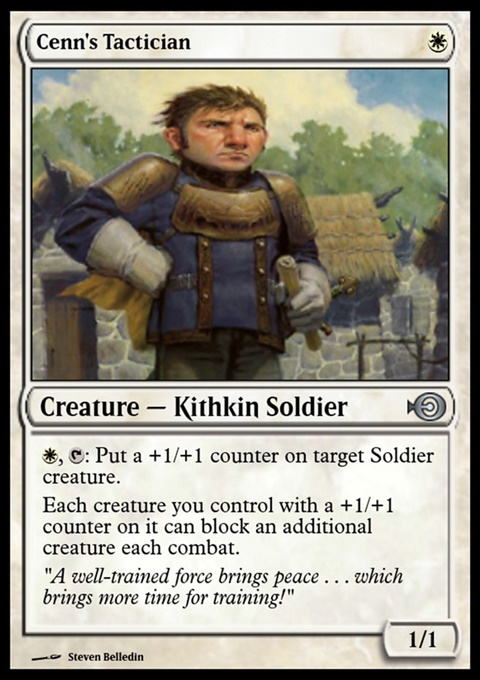 Cenn's Tactician
Creature — Kithkin Soldier
, : Put a +1/+1 counter on target Soldier
creature.
Each creature you control with a +1/+1
counter on it can block an additional
creature each combat.
"A well-trained force brings peace . . . which
brings more time for training!"
1/1
Steven Belledin